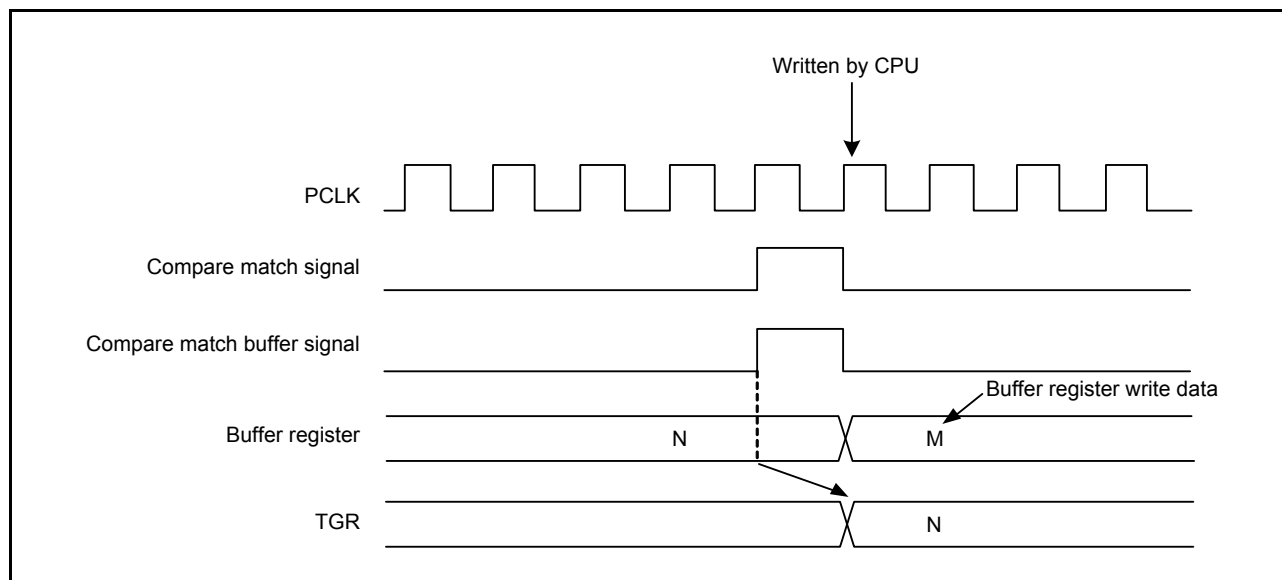 Written by CPU
PCLK
Compare match signal
Compare match buffer signal
Buffer register write data
Buffer register
N
M
TGR
N